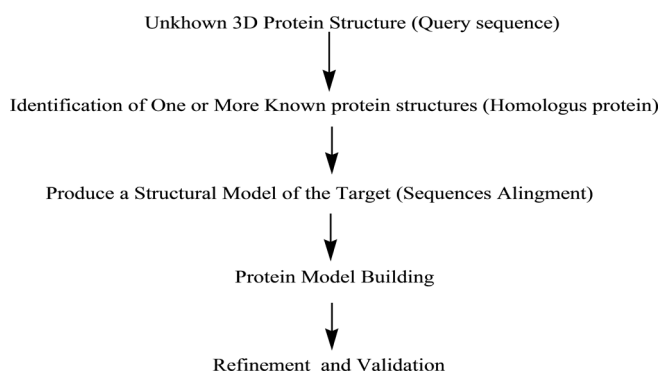 Unkhown 3D Protein Structure (Query sequence)
Identification of One or More Known protein structures (Homologus protein)
Produce a Structural Model of the Target (Sequences Alingment)
Protein Model Building
Refinement and Validation